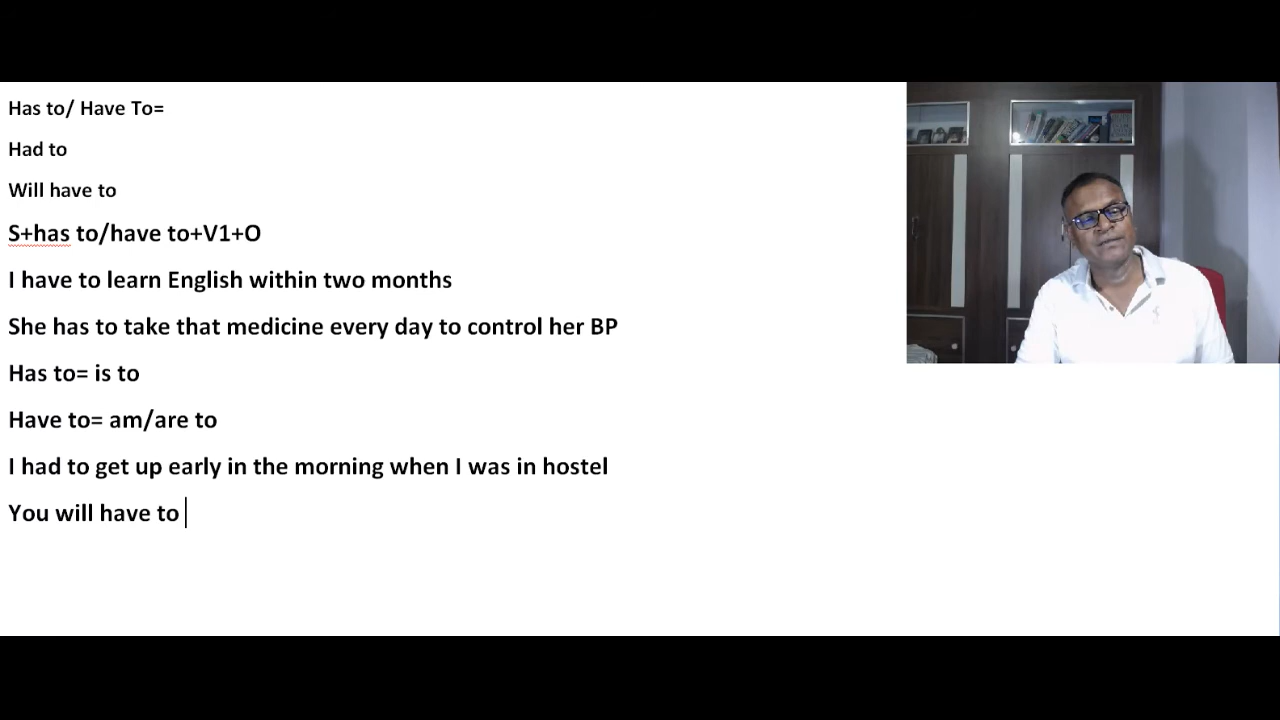 Has to/ Have To=
Had to
Will have to
S+has to/have to+V1+O
I have to learn English within two months
She has to take that medicine every day to control her BP
Has to= is to
Have to= am/are to
I had to get up early in the morning when I was in hostel
You will have to